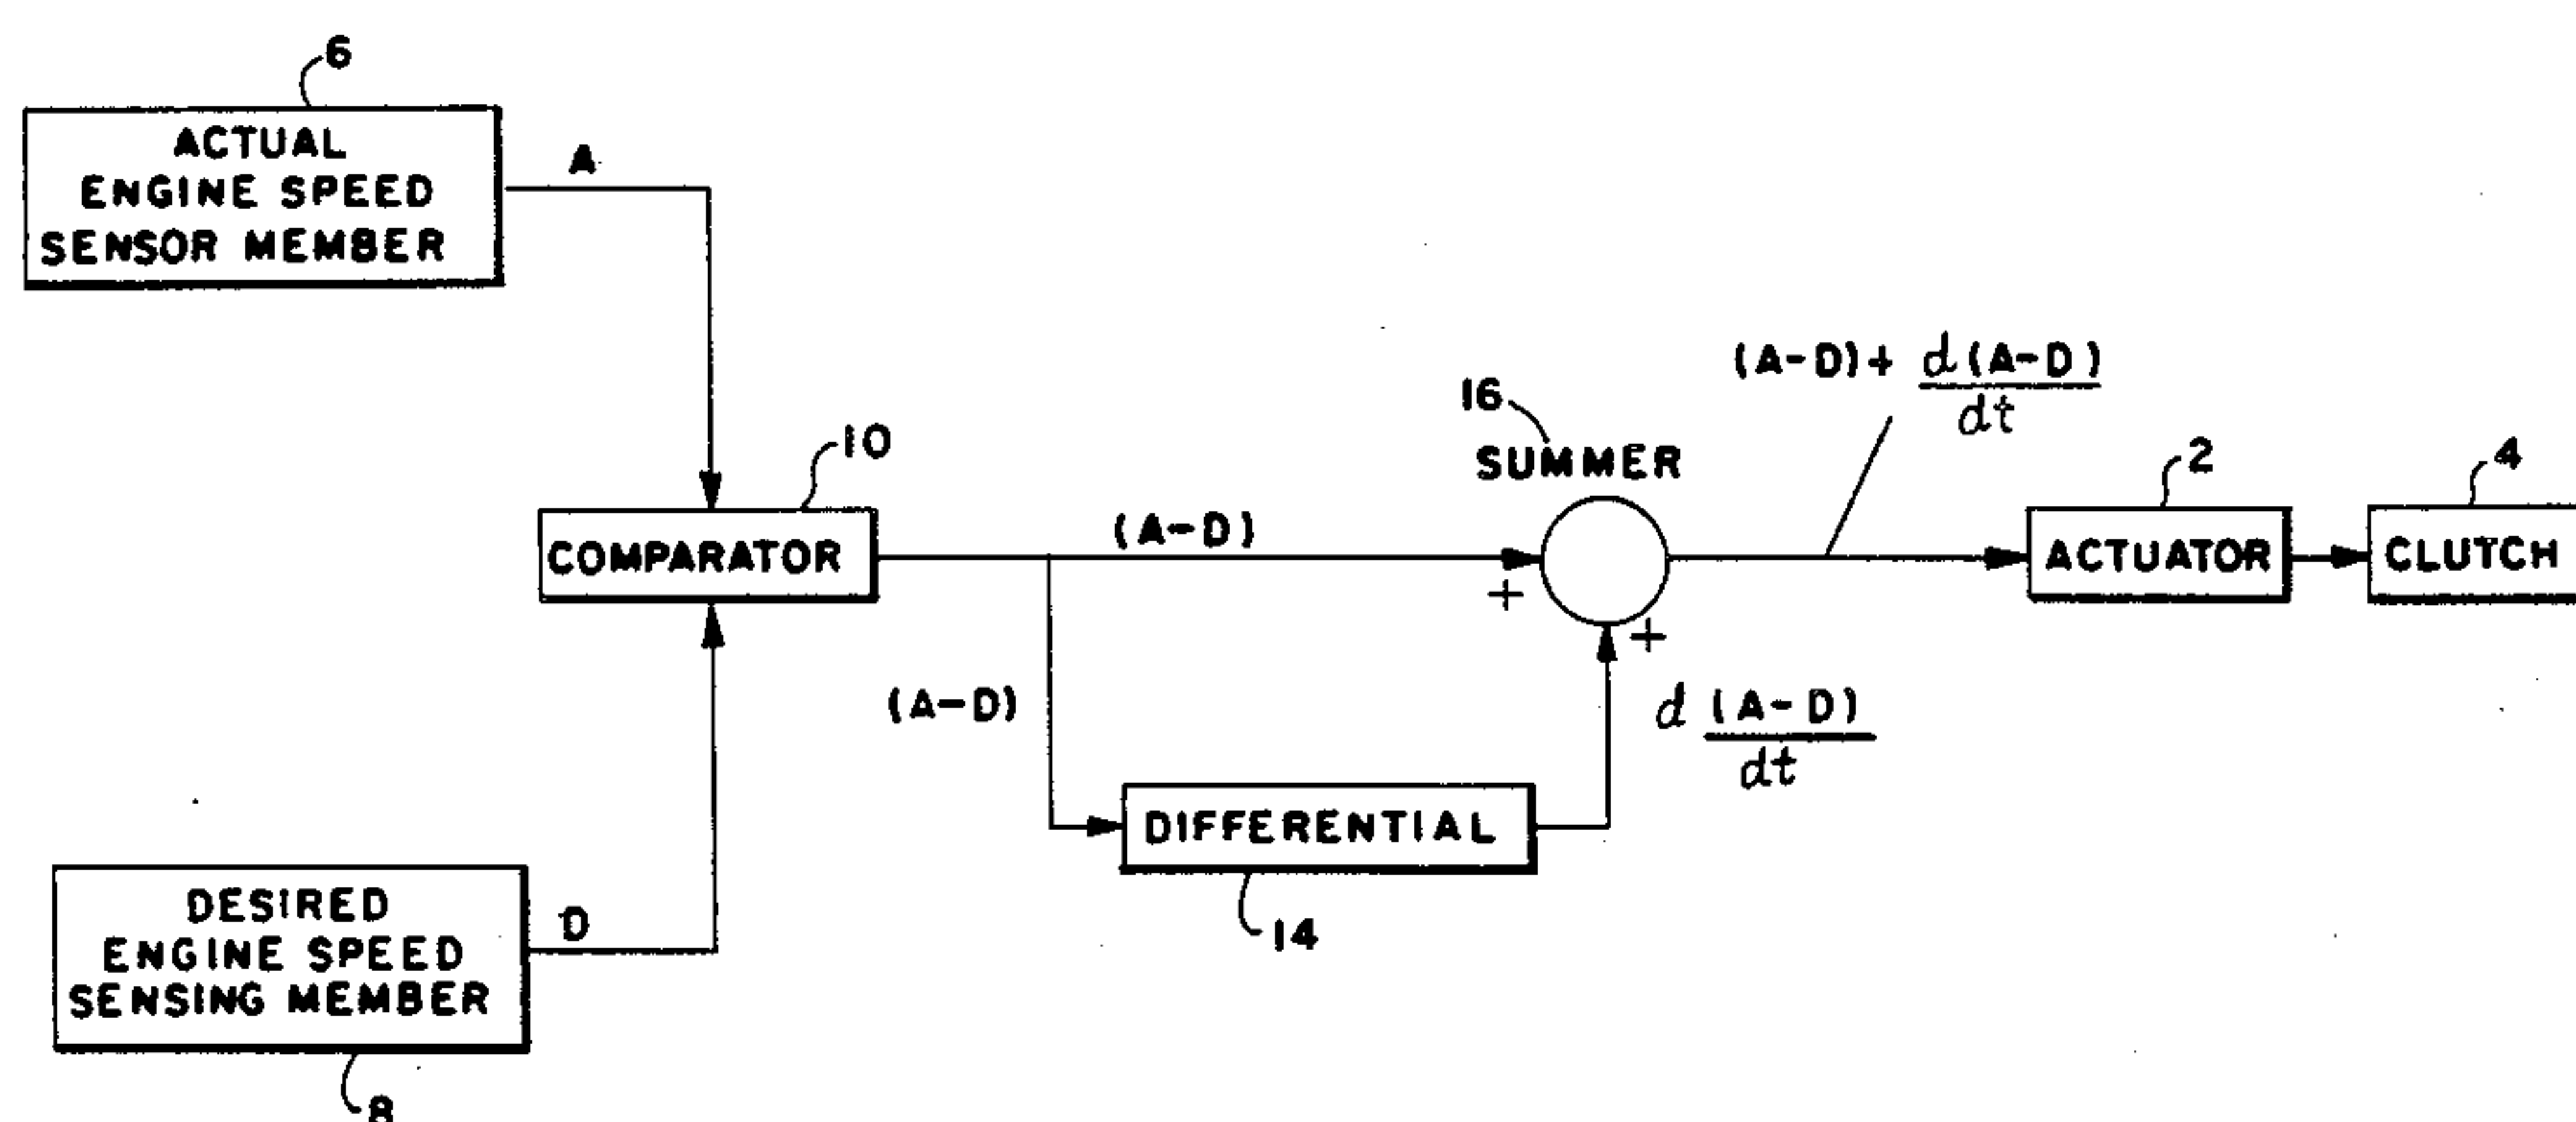 6
ACTUAL
ENGINE SPEED
SENSOR MEMBER
A
10
COMPARATOR
(A-D)
(A-D)
16
SUMMER
+
+
(A-D)+ d(A-D)
dt
2
ACTUATOR
4
CLUTCH
d (A-D)
dt
DIFFERENTIAL
14
DESIRED
ENGINE SPEED
SENSING MEMBER
D
8